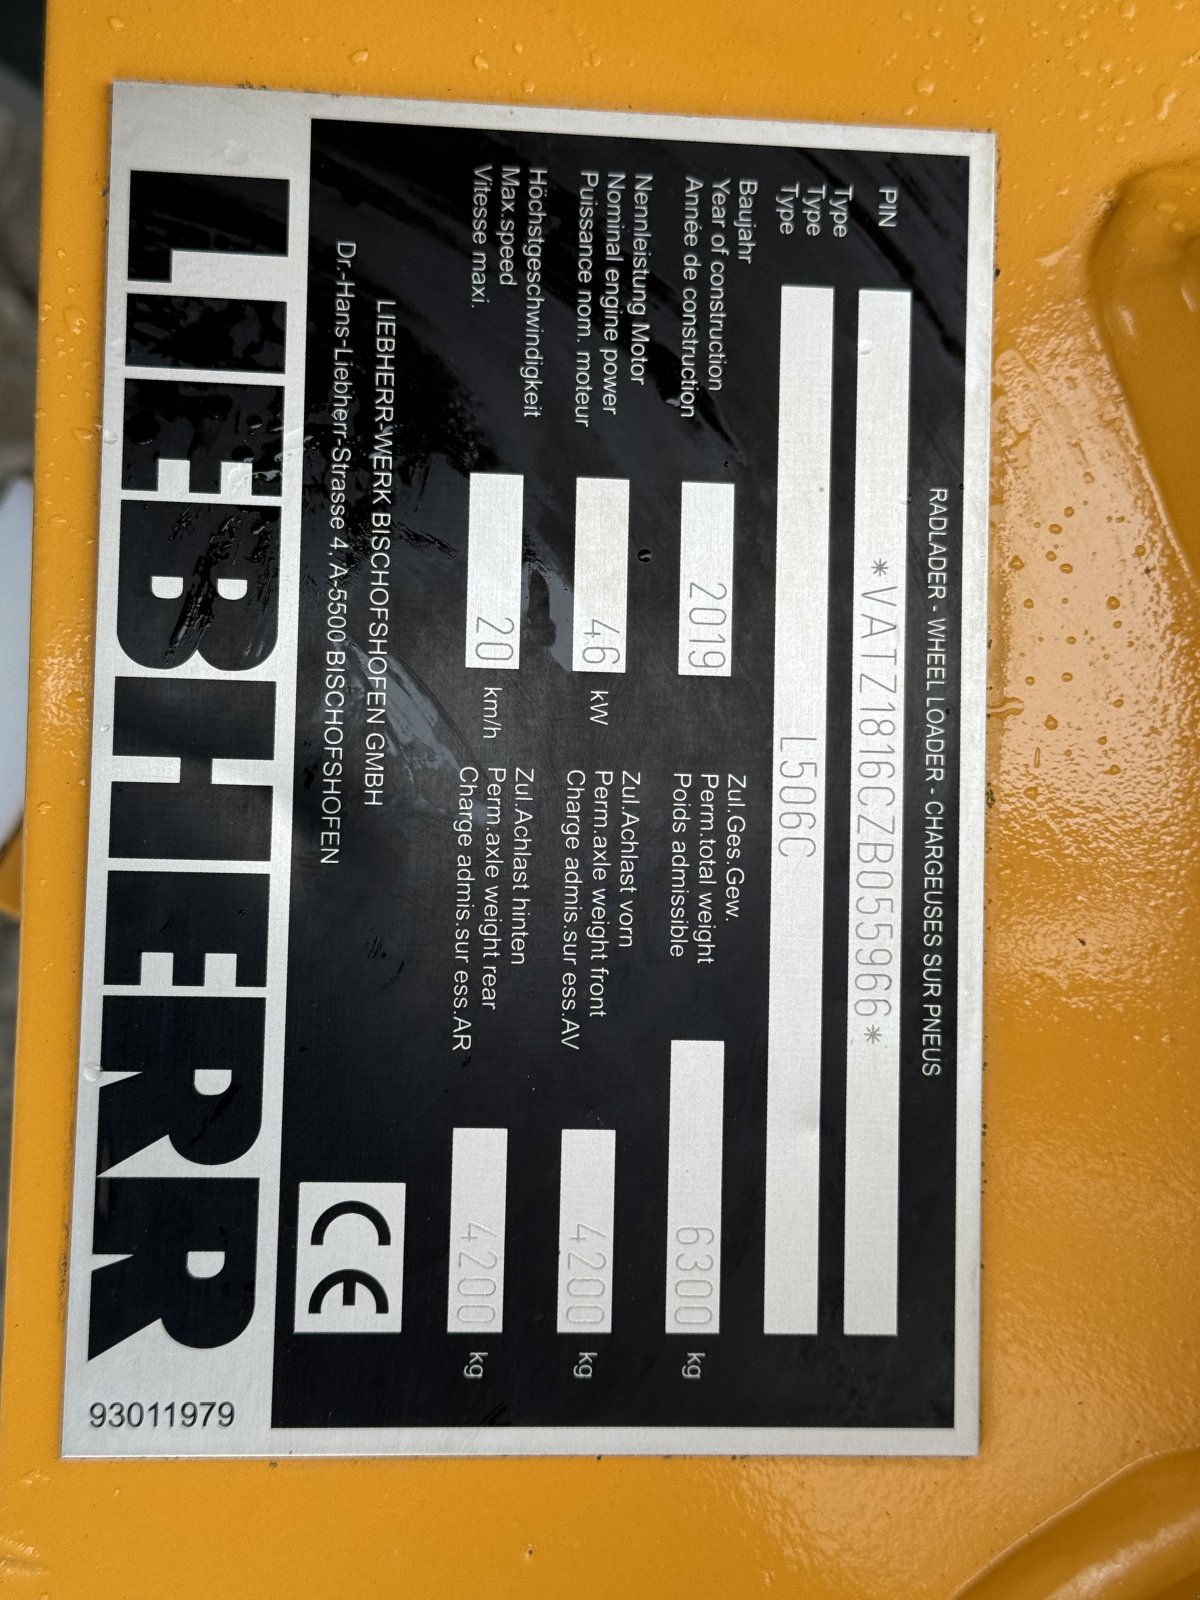 RADLADER - WHEEL LOADER - CHARGEUSES SUR PNEUS
PIN *VATZ1816CZB055966*
Type
Type
Type
L506C
Baujahr
Year of construction
Année de construction
2019
Zul.Ges.Gew.
Perm.total weight
Poids admissible
6300 kg
Nennleistung Motor
Nominal engine power
Puissance nom. moteur
46 kW
Zul.Achlast vorn
Perm.axle weight front
Charge admis.sur ess.AV
4200 kg
Höchstgeschwindigkeit
Max.speed
Vitesse maxi.
20 km/h
Zul.Achlast hinten
Perm.axle weight rear
Charge admis.sur ess.AR
4200 kg
LIEBHERR-WERK BISCHOFSHOFEN GMBH
Dr.-Hans-Liebherr-Strasse 4, A-5500 BISCHOFSHOFEN
CE
LIEBHERR
93011979